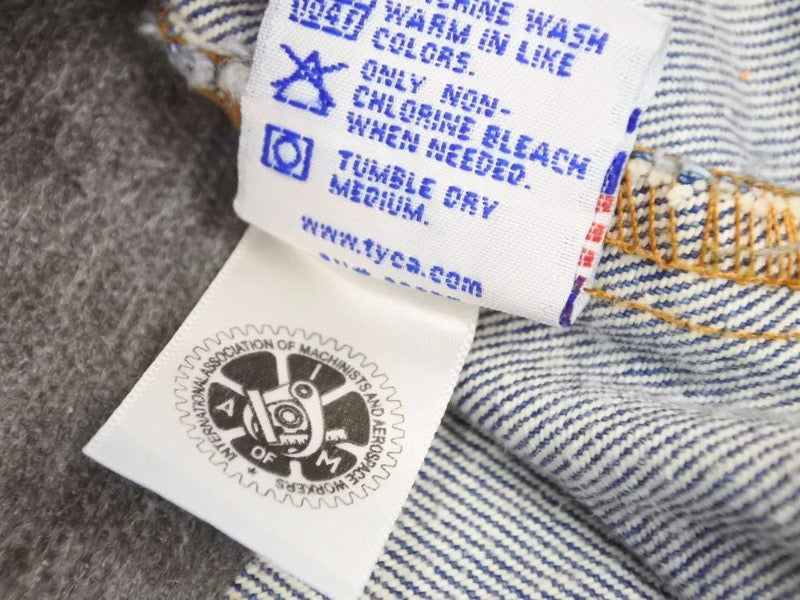 WASH
WARM IN LIKE
COLORS.
ONLY NON-
CHLORINE BLEACH
WHEN NEEDED.
TUMBLE DRY
MEDIUM.
www.tyca.com
INTERNATIONAL ASSOCIATION OF MACHINISTS AND AEROSPACE WORKERS
I
A M
OF